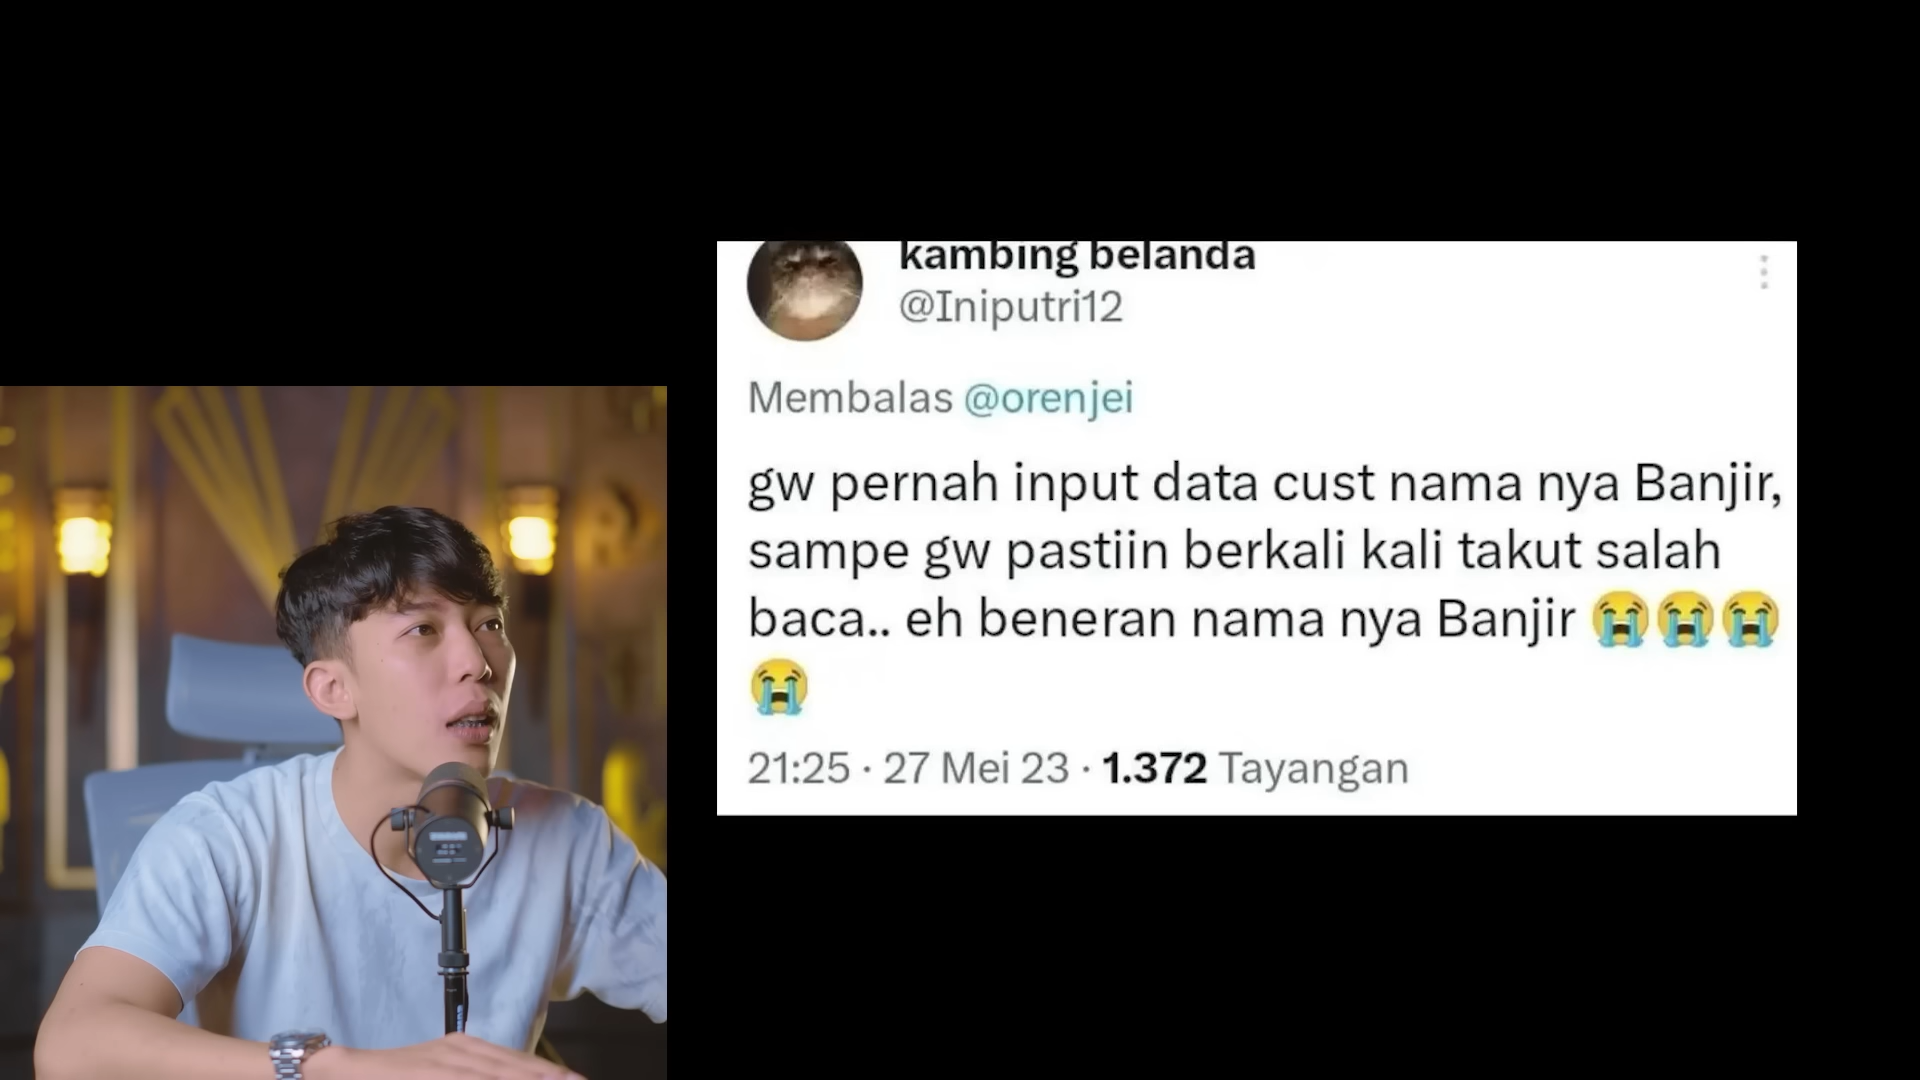 kambing belanda
@Iniputri12
Membalas @orenjei
gw pernah input data cust nama nya Banjir,
sampe gw pastiin berkali kali takut salah
baca.. eh beneran nama nya Banjir 😭😭😭
😭
21:25 · 27 Mei 23 · 1.372 Tayangan